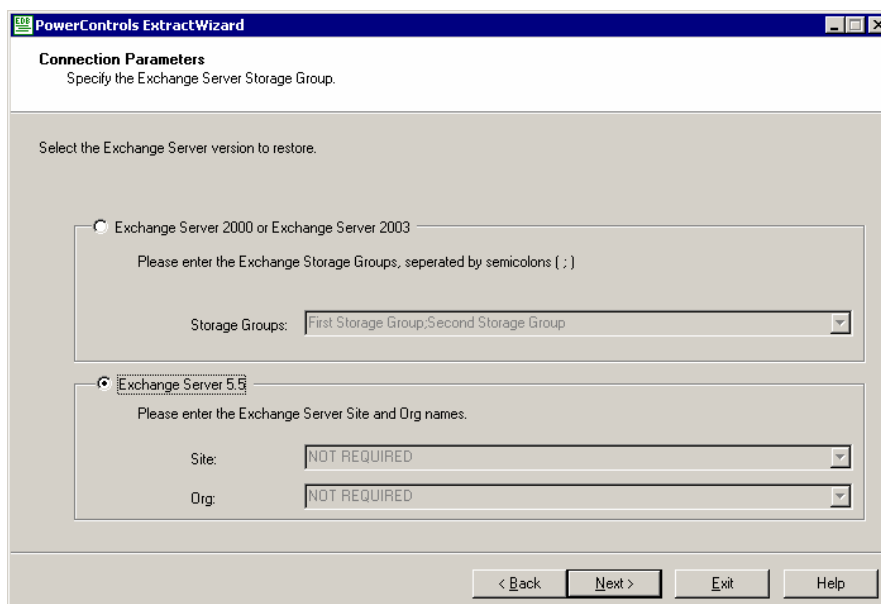 EDB
PowerControls ExtractWizard
Connection Parameters
Specify the Exchange Server Storage Group.
Select the Exchange Server version to restore.
Exchange Server 2000 or Exchange Server 2003
Please enter the Exchange Storage Groups, seperated by semicolons ( ; )
Storage Groups: First Storage Group;Second Storage Group
Exchange Server 5.5
Please enter the Exchange Server Site and Org names.
Site: NOT REQUIRED
Org: NOT REQUIRED
< Back Next > Exit Help